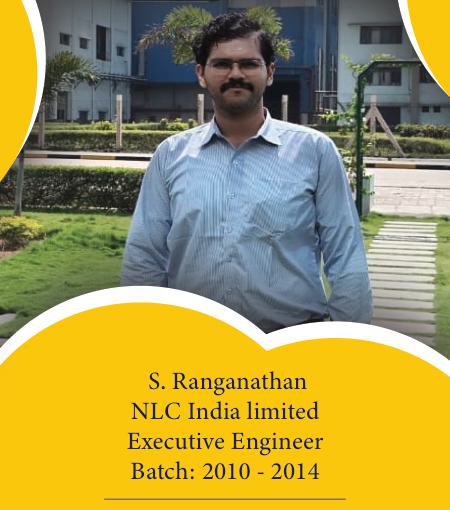 S. Ranganathan
NLC India limited
Executive Engineer
Batch: 2010 - 2014